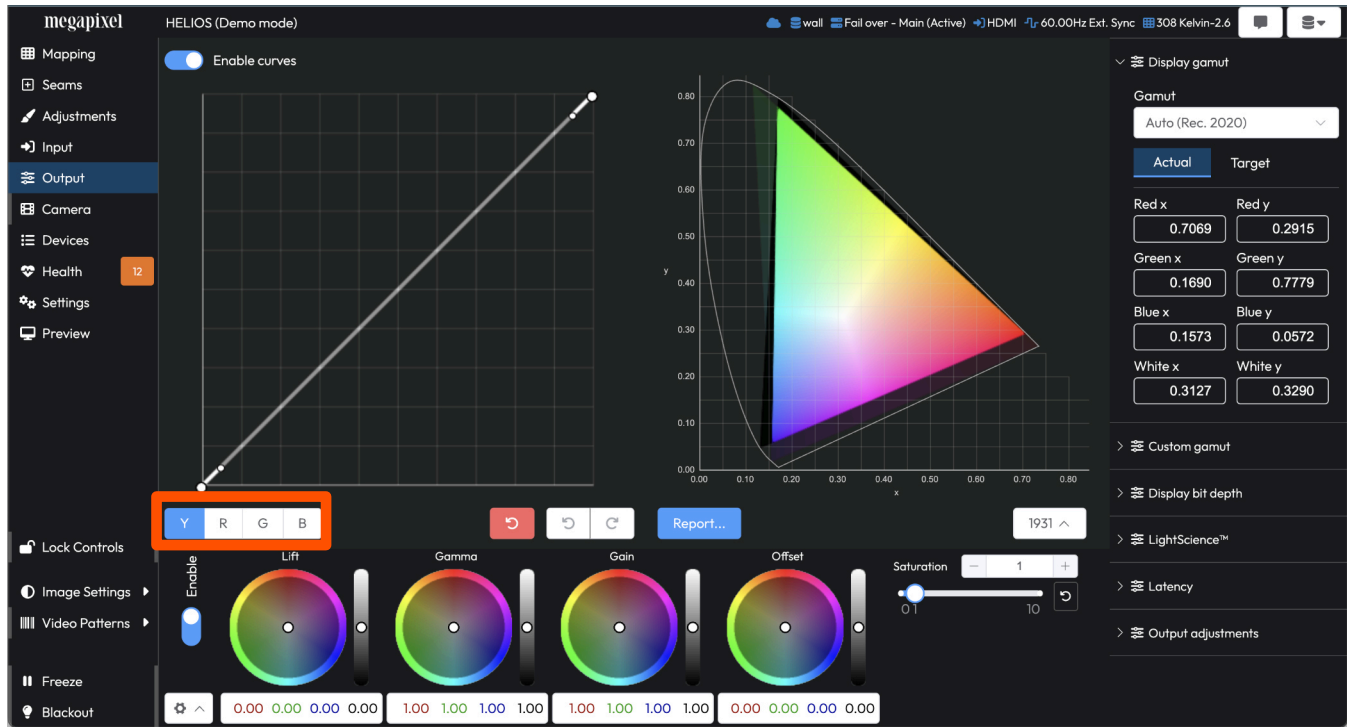 megapixel
HELIOS (Demo mode)
wall
Fail over - Main (Active)
HDMI
60.00Hz Ext. Sync
308 Kelvin-2.6
Mapping
Seams
Adjustments
Input
Output
Camera
Devices
Health
12
Settings
Preview
Lock Controls
Image Settings
Video Patterns
Freeze
Blackout
Enable curves
Y
R
G
B
0.80
0.70
0.60
0.50
y
0.40
0.30
0.20
0.10
0.00
0.00 0.10 0.20 0.30 0.40 0.50 0.60 0.70 0.80
x
Report...
1931
Enable
Lift
Gamma
Gain
Offset
0.00 0.00 0.00 0.00
1.00 1.00 1.00 1.00
1.00 1.00 1.00 1.00
0.00 0.00 0.00 0.00
Saturation
1
0 1 10
Display gamut
Gamut
Auto (Rec. 2020)
Actual Target
Red x Red y
0.7069 0.2915
Green x Green y
0.1690 0.7779
Blue x Blue y
0.1573 0.0572
White x White y
0.3127 0.3290
Custom gamut
Display bit depth
LightScience™
Latency
Output adjustments